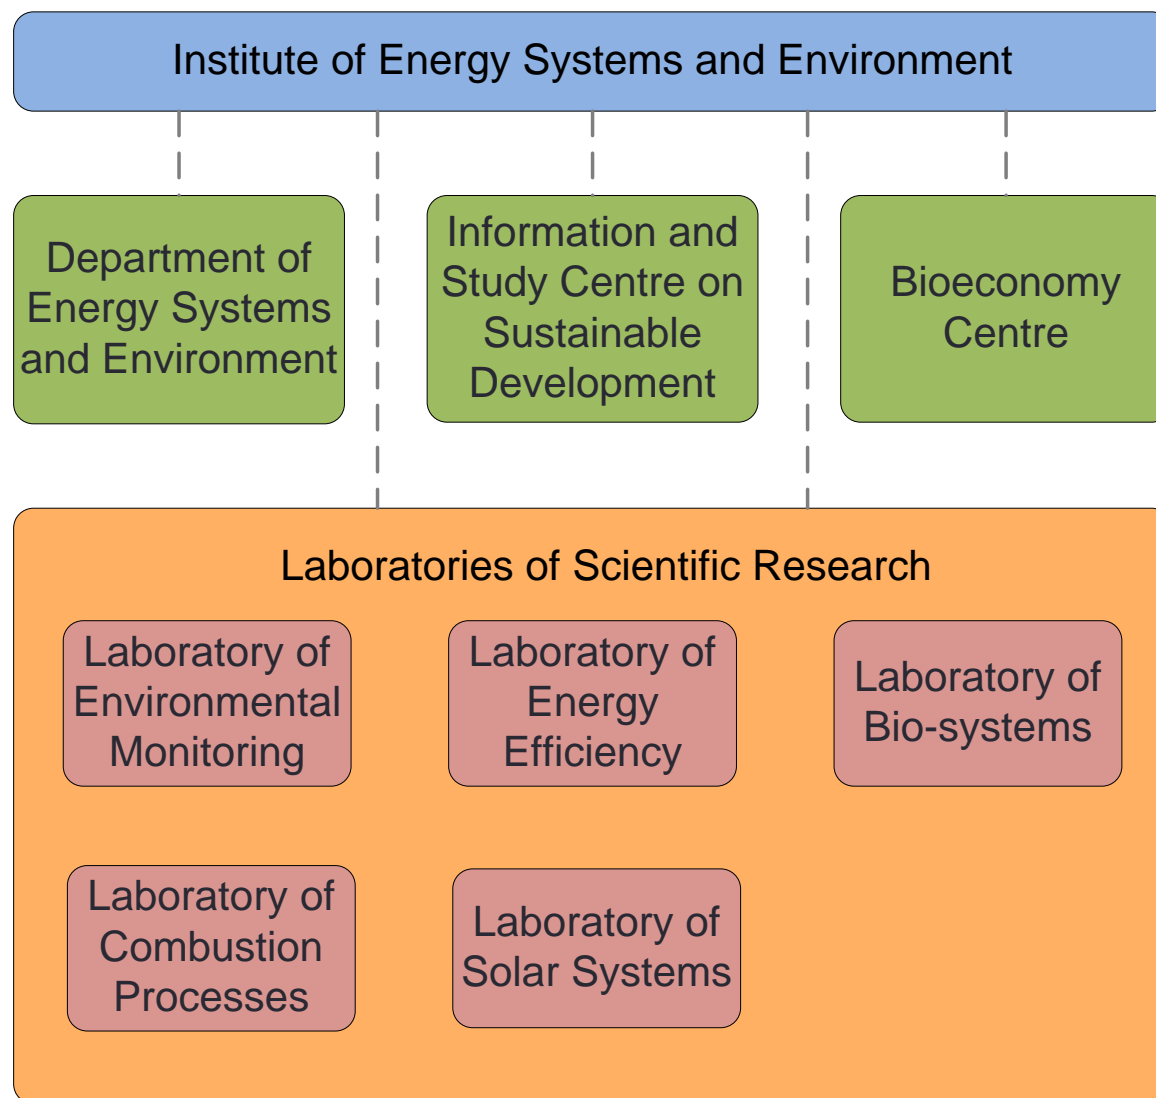 Institute of Energy Systems and Environment
Department of
Energy Systems
and Environment
Information and
Study Centre on
Sustainable
Development
Bioeconomy
Centre
Laboratories of Scientific Research
Laboratory of
Environmental
Monitoring
Laboratory of
Energy
Efficiency
Laboratory of
Bio-systems
Laboratory of
Combustion
Processes
Laboratory of
Solar Systems